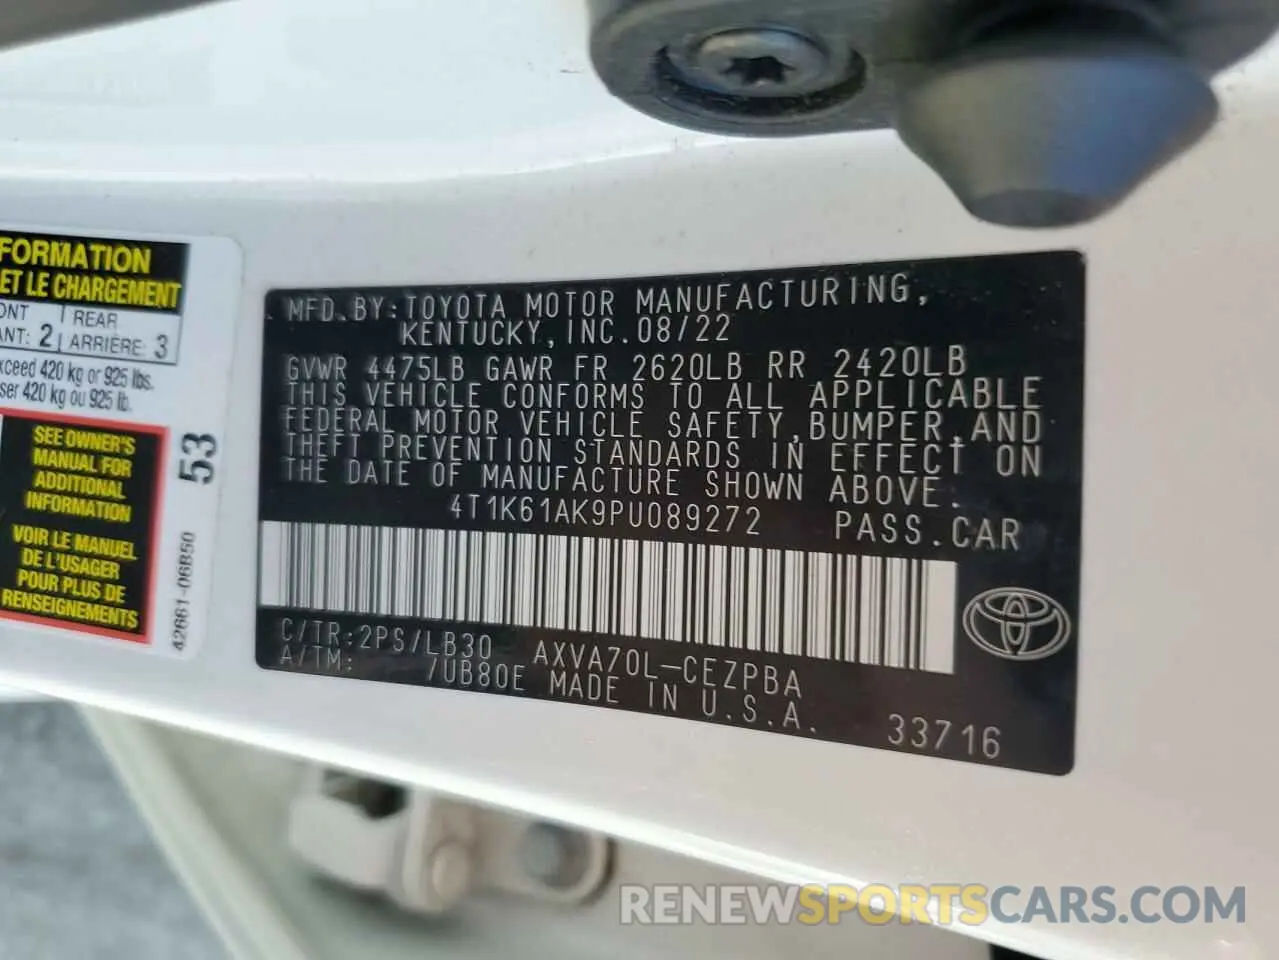 FORMATION
ET LE CHARGEMENT
ONT
ANT: 2
REAR
ARRIÈRE: 3
xceed 420 kg or 925 lbs.
ser 420 kg ou 925 lb.
SEE OWNER'S
MANUAL FOR
ADDITIONAL
INFORMATION
VOIR LE MANUEL
DE L'USAGER
POUR PLUS DE
RENSEIGNEMENTS
53
42661-06B50
MFD.BY:TOYOTA MOTOR MANUFACTURING,
KENTUCKY,INC.08/22
GVWR 4475LB GAWR FR 2620LB RR 2420LB
THIS VEHICLE CONFORMS TO ALL APPLICABLE
FEDERAL MOTOR VEHICLE SAFETY,BUMPER,AND
THEFT PREVENTION STANDARDS IN EFFECT ON
THE DATE OF MANUFACTURE SHOWN ABOVE.
4T1K61AK9PU089272 PASS.CAR
C/TR:2PS/LB30 AXVA70L-CEZPBA
A/TM: /UB80E MADE IN U.S.A.
33716
RENEWSPORTSCARS.COM